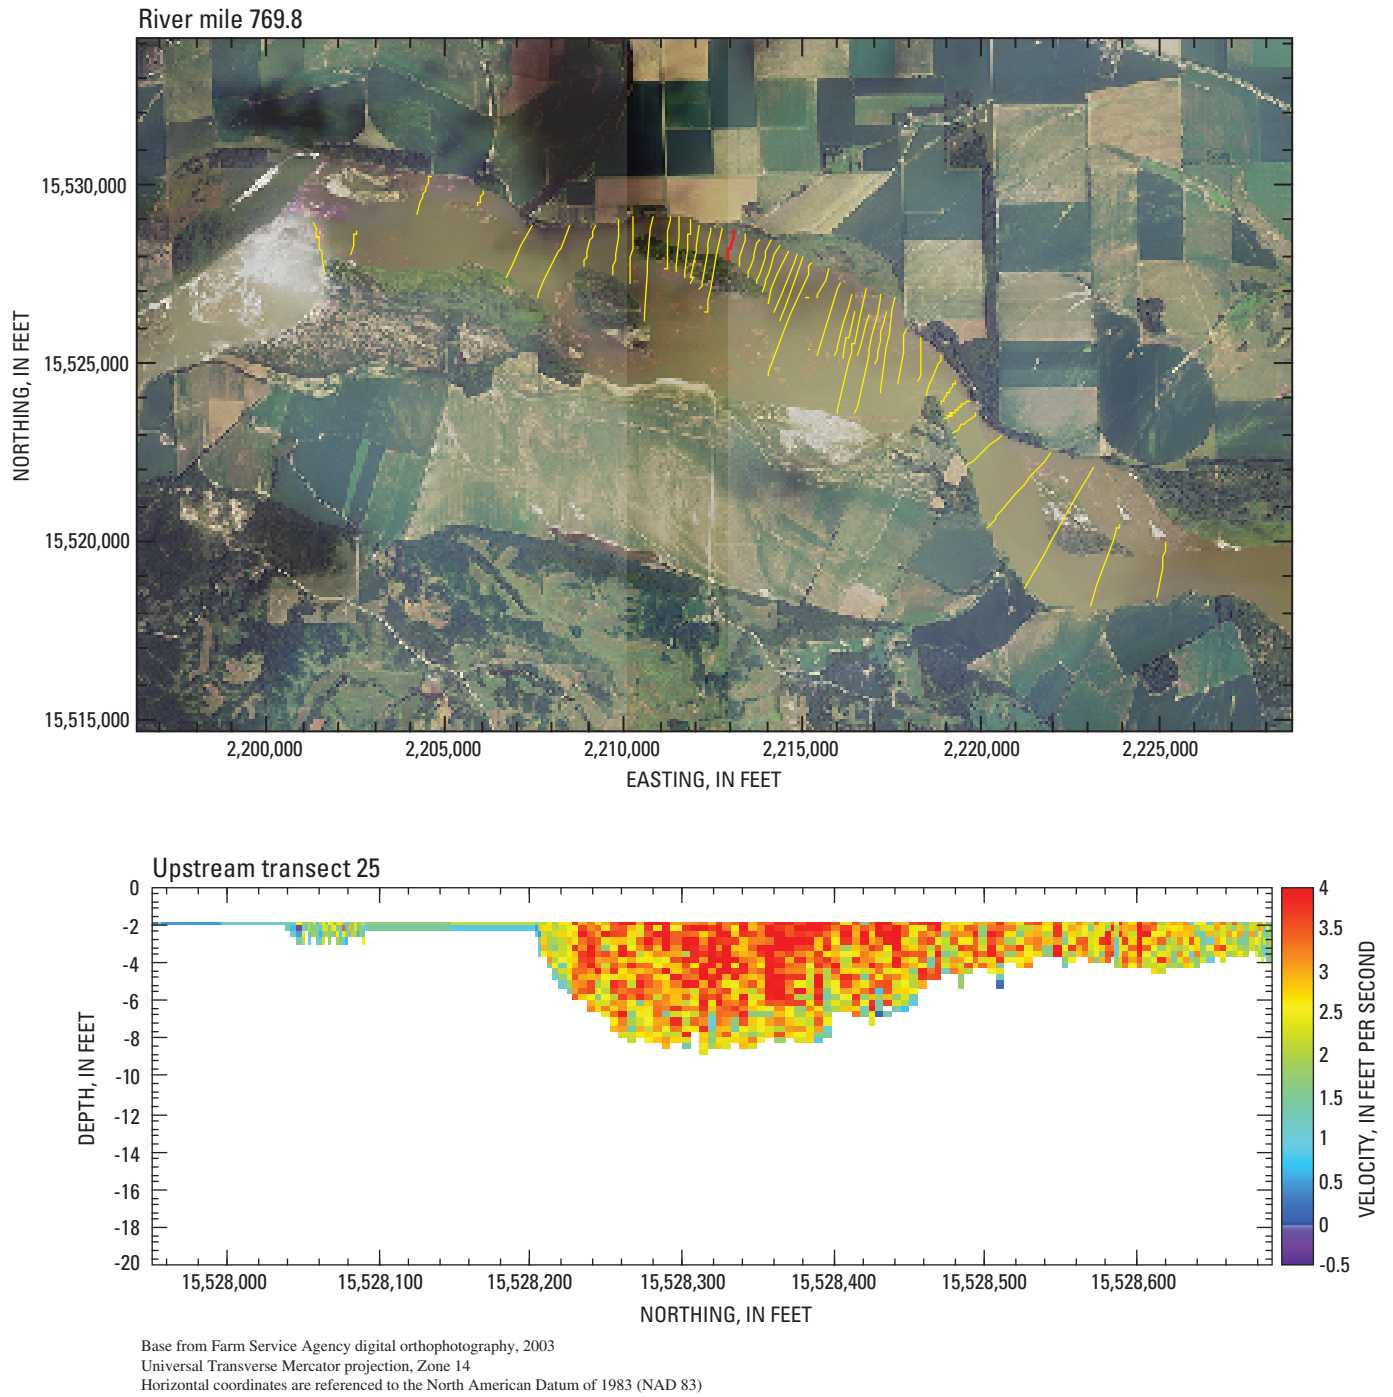 River mile 769.8
15,530,000
15,525,000
15,520,000
15,515,000
NORTHING, IN FEET
2,200,000 2,205,000 2,210,000 2,215,000 2,220,000 2,225,000
EASTING, IN FEET
Upstream transect 25
0
-2
-4
-6
-8
-10
-12
-14
-16
-18
-20
DEPTH, IN FEET
15,528,000 15,528,100 15,528,200 15,528,300 15,528,400 15,528,500 15,528,600
NORTHING, IN FEET
4
3.5
3
2.5
2
1.5
1
0.5
0
-0.5
VELOCITY, IN FEET PER SECOND
Base from Farm Service Agency digital orthophotography, 2003
Universal Transverse Mercator projection, Zone 14
Horizontal coordinates are referenced to the North American Datum of 1983 (NAD 83)